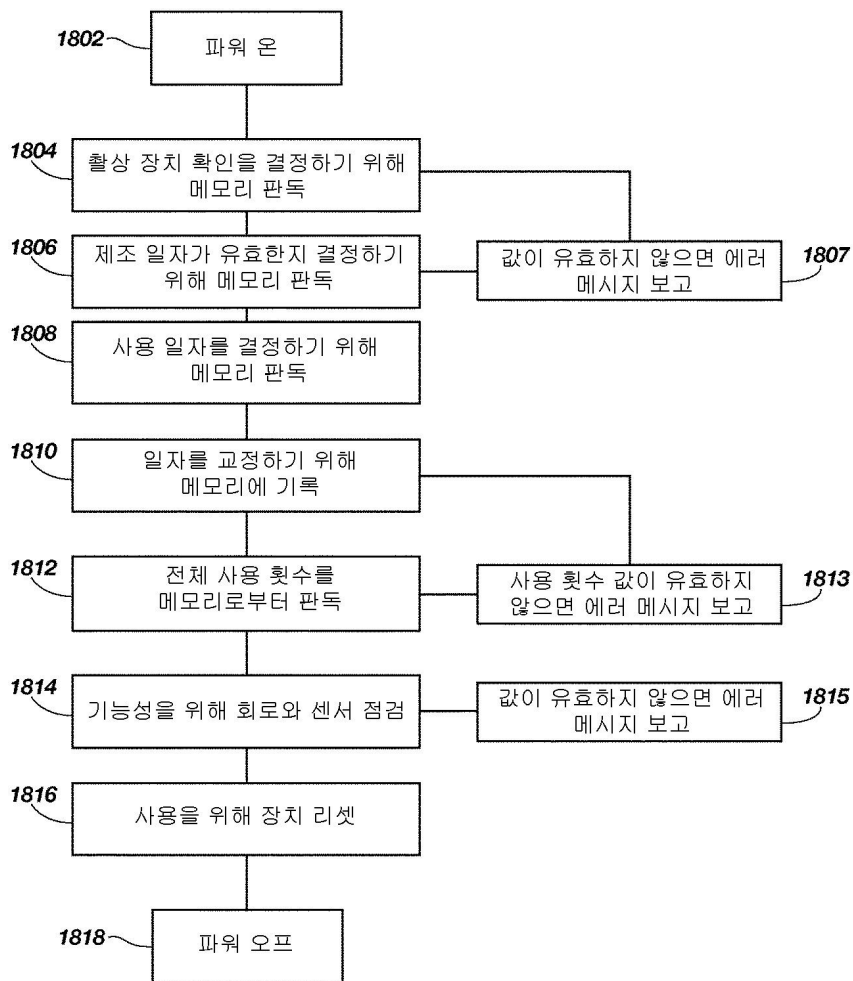 1802
파워 온
1804
촬상 장치 확인을 결정하기 위해
메모리 판독
1806
제조 일자가 유효한지 결정하기
위해 메모리 판독
값이 유효하지 않으면 에러
메시지 보고
1807
1808
사용 일자를 결정하기 위해
메모리 판독
1810
일자를 교정하기 위해
메모리에 기록
1812
전체 사용 횟수를
메모리로부터 판독
사용 횟수 값이 유효하지
않으면 에러 메시지 보고
1813
1814
기능성을 위해 회로와 센서 점검
값이 유효하지 않으면 에러
메시지 보고
1815
1816
사용을 위해 장치 리셋
1818
파워 오프